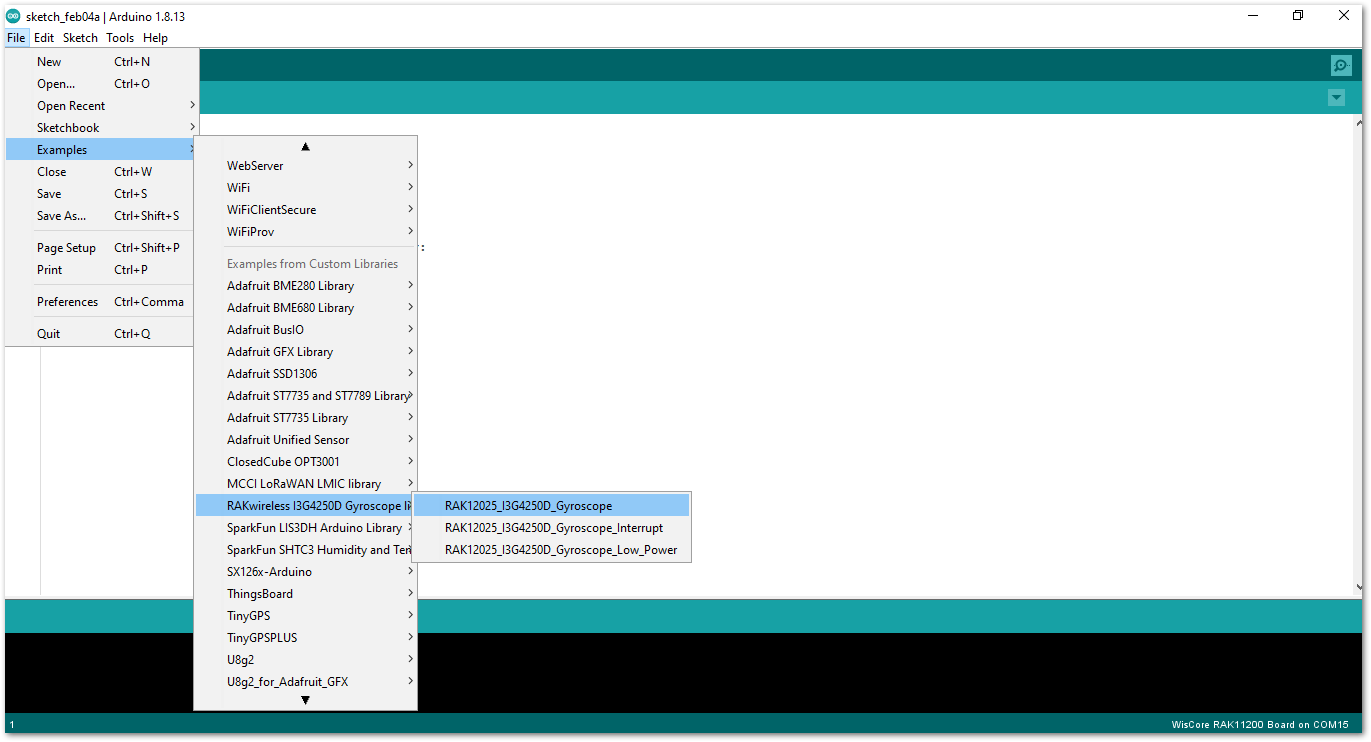 sketch_feb04a | Arduino 1.8.13
File Edit Sketch Tools Help
New Ctrl+N
Open... Ctrl+O
Open Recent
Sketchbook
Examples
Close Ctrl+W
Save Ctrl+S
Save As... Ctrl+Shift+S
Page Setup Ctrl+Shift+P
Print Ctrl+P
Preferences Ctrl+Comma
Quit Ctrl+Q
WebServer
WiFi
WiFiClientSecure
WiFiProv
Examples from Custom Libraries
Adafruit BME280 Library
Adafruit BME680 Library
Adafruit BusIO
Adafruit GFX Library
Adafruit SSD1306
Adafruit ST7735 and ST7789 Library
Adafruit ST7735 Library
Adafruit Unified Sensor
ClosedCube OPT3001
MCCI LoRaWAN LMIC library
RAKwireless I3G4250D Gyroscope li
SparkFun LIS3DH Arduino Library
SparkFun SHTC3 Humidity and Tem
SX126x-Arduino
ThingsBoard
TinyGPS
TinyGPSPLUS
U8g2
U8g2_for_Adafruit_GFX
RAK12025_I3G4250D_Gyroscope
RAK12025_I3G4250D_Gyroscope_Interrupt
RAK12025_I3G4250D_Gyroscope_Low_Power
:
1
WisCore RAK11200 Board on COM15